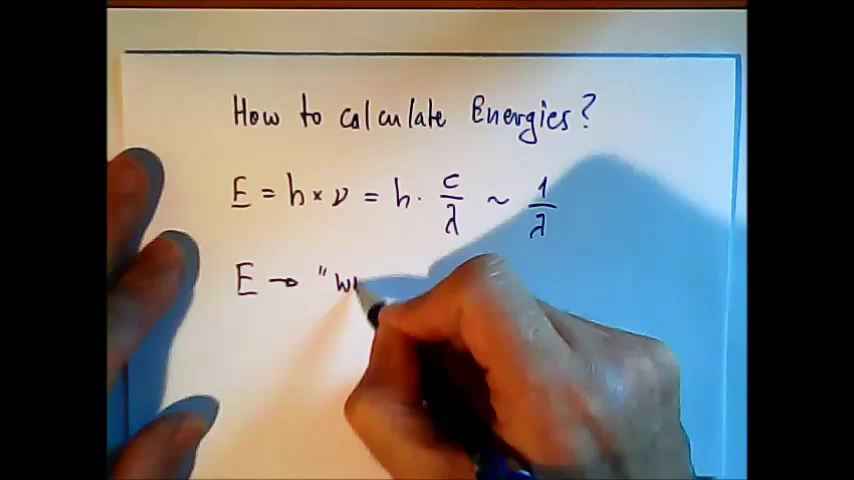 How to calculate Energies?
E = h × ν = h · c/λ ~ 1/λ
E → "w